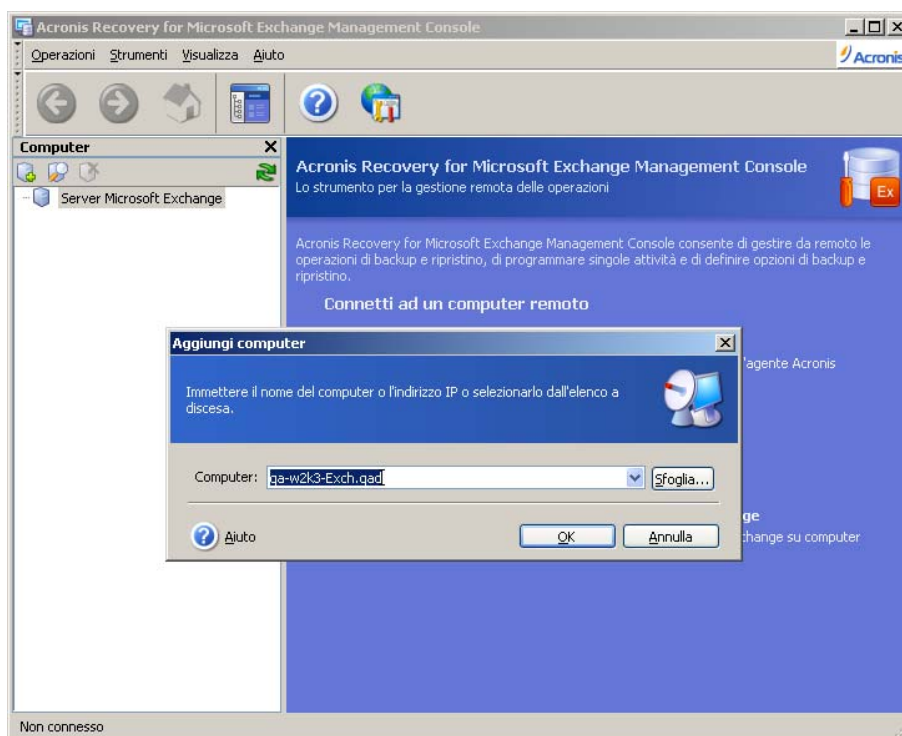 Acronis Recovery for Microsoft Exchange Management Console
Operazioni Strumenti Visualizza Aiuto
Acronis
Computer
Server Microsoft Exchange
Acronis Recovery for Microsoft Exchange Management Console
Lo strumento per la gestione remota delle operazioni
Ex
Acronis Recovery for Microsoft Exchange Management Console consente di gestire da remoto le
operazioni di backup e ripristino, di programmare singole attività e di definire opzioni di backup e
ripristino.
Connetti ad un computer remoto
'agente Acronis
Aggiungi computer
Immettere il nome del computer o l'indirizzo IP o selezionarlo dall'elenco a
discesa.
Computer: qa-w2k3-Exch.qad Sfoglia...
Aiuto OK Annulla
ge
change su computer
Non connesso